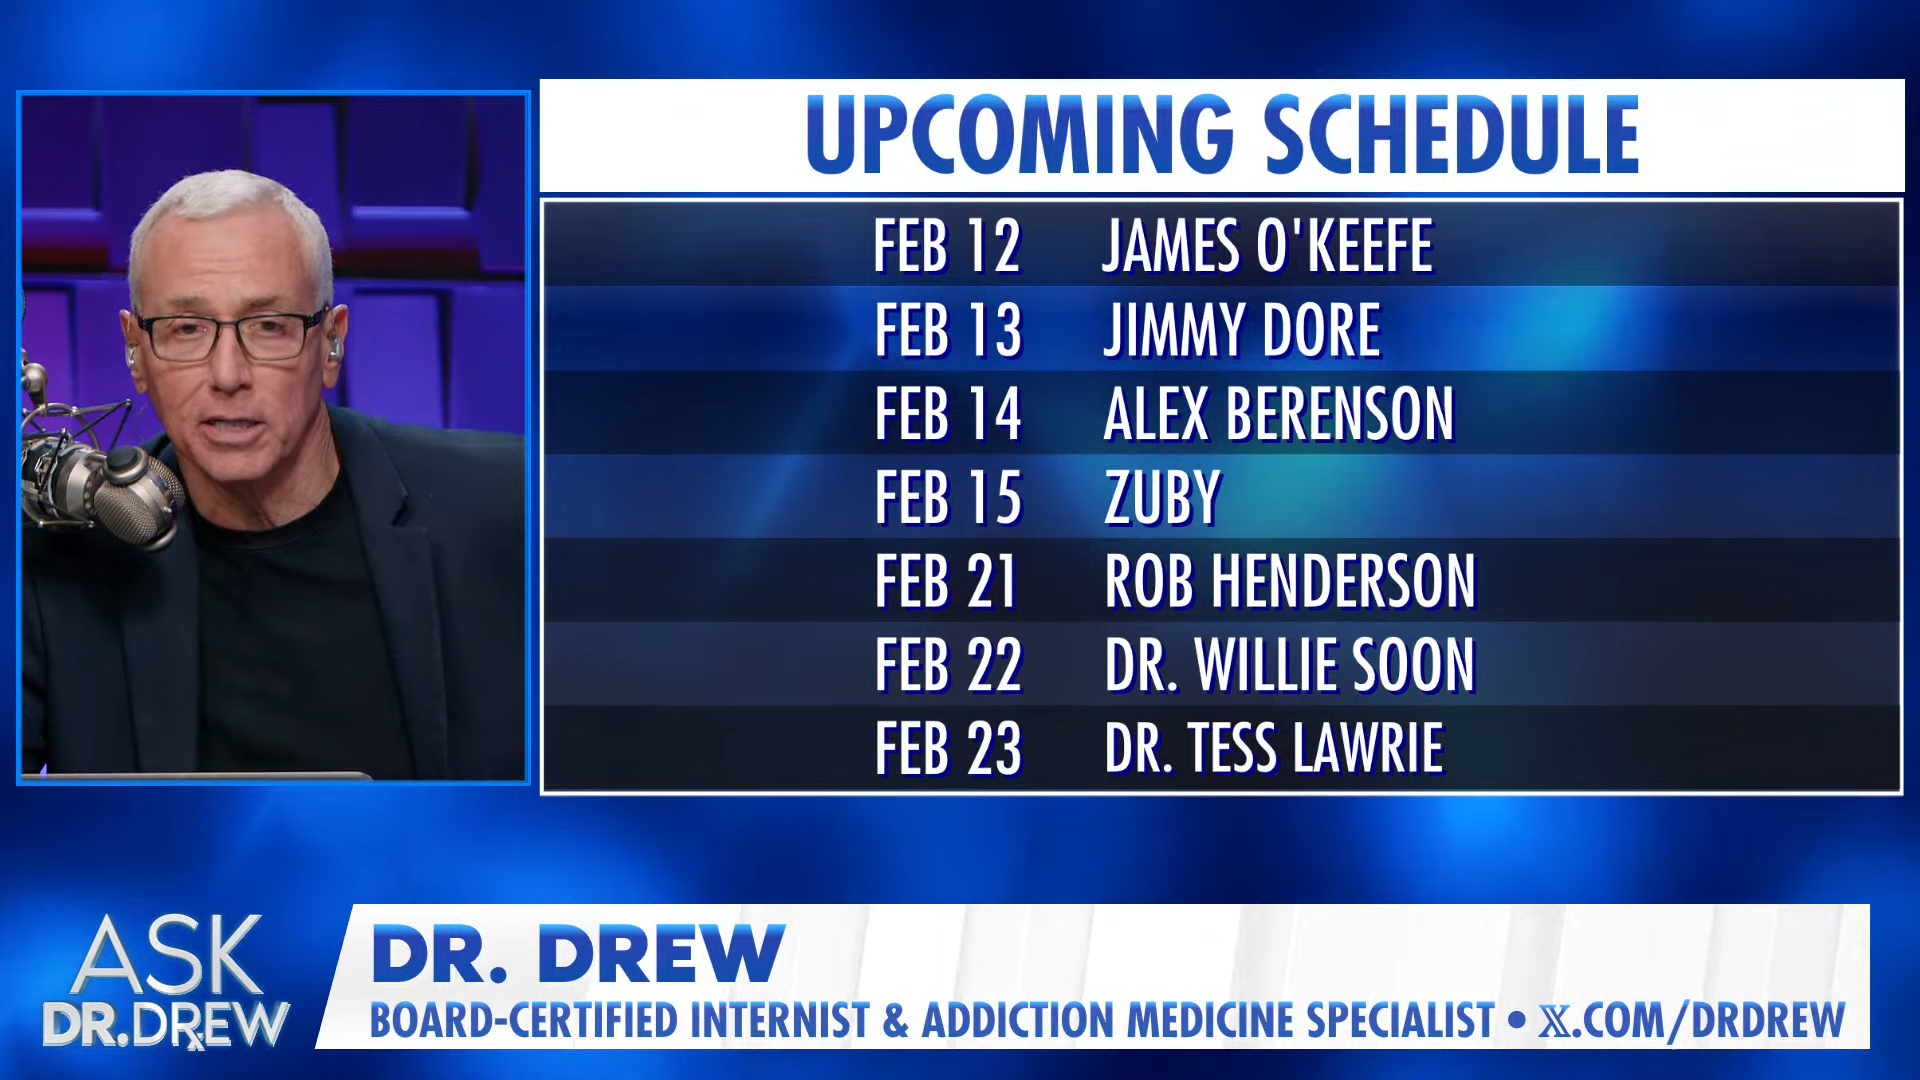 UPCOMING SCHEDULE
FEB 12 JAMES O'KEEFE
FEB 13 JIMMY DORE
FEB 14 ALEX BERENSON
FEB 15 ZUBY
FEB 21 ROB HENDERSON
FEB 22 DR. WILLIE SOON
FEB 23 DR. TESS LAWRIE
ASK
DR.DREW
DR. DREW
BOARD-CERTIFIED INTERNIST & ADDICTION MEDICINE SPECIALIST • 𝕏.COM/DRDREW